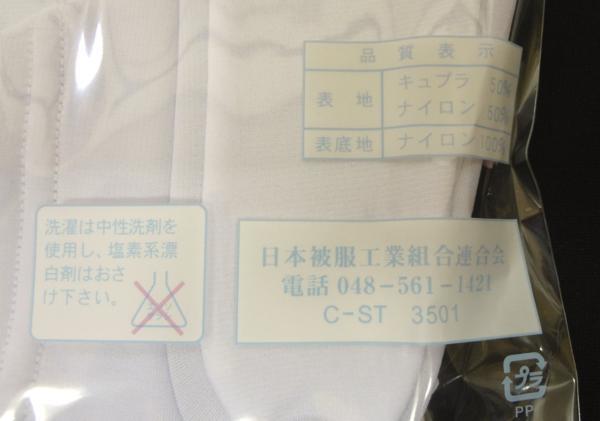 品質表示
表地 キュプラ 50%
ナイロン 50%
表底地 ナイロン 100%
洗濯は中性洗剤を
使用し、塩素系漂
白剤はおさ
け下さい。
日本被服工業組合連合会
電話 048-561-1421
C-ST 3501
プラ
PP